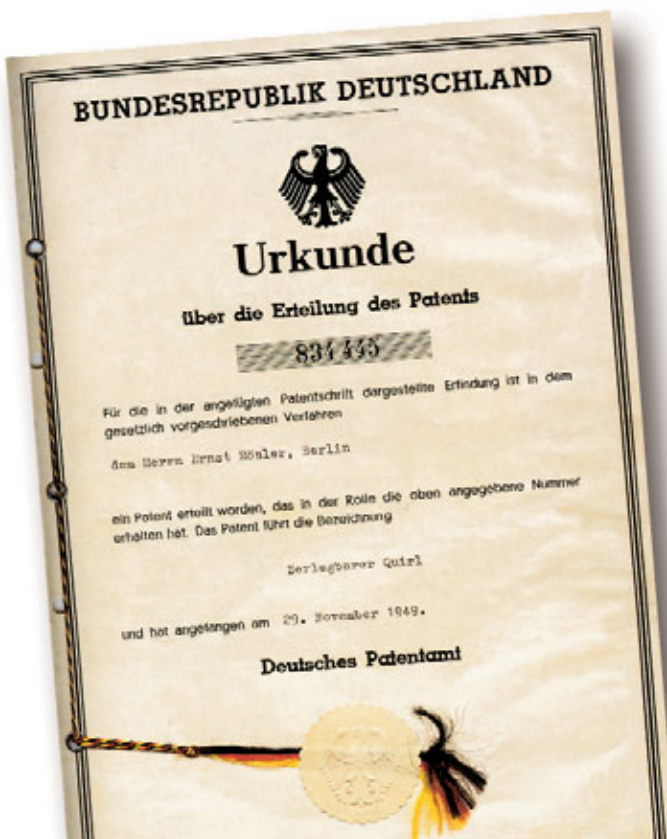 BUNDESREPUBLIK DEUTSCHLAND
Urkunde
über die Erteilung des Patents
834445
Für die in der angefügten Patentschrift dargestellte Erfindung ist in dem
gesetzlich vorgeschriebenen Verfahren
dem Herrn Ernst Berlin
ein Patent erteilt worden, das in der Rolle die oben angegebene Nummer
erhalten hat. Das Patent führt die Bezeichnung
Zerlegbarer Quirl
und hat angefangen am 29. November 1949.
Deutsches Patentamt